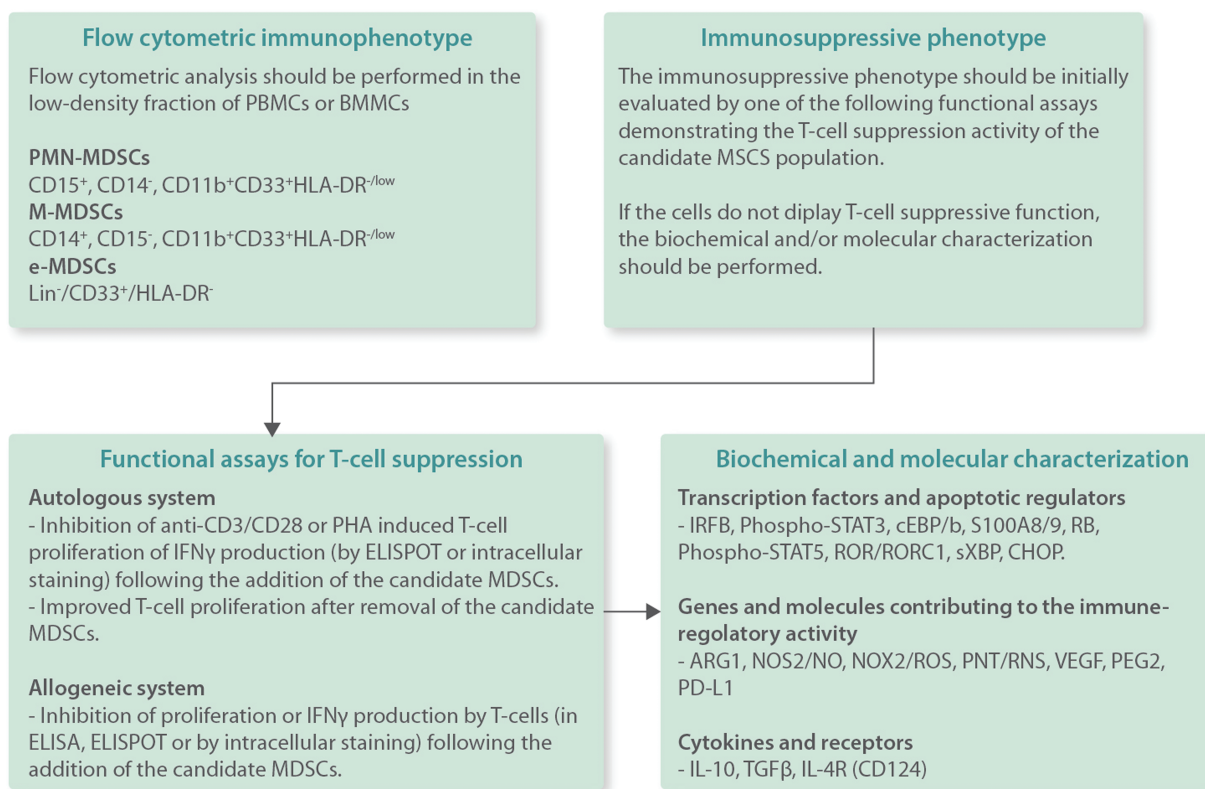 Flow cytometric immunophenotype
Flow cytometric analysis should be performed in the
low-density fraction of PBMCs or BMMCs
PMN-MDSCs
CD15⁺, CD14⁻, CD11b⁺CD33⁺HLA-DR⁻/ˡᵒʷ
M-MDSCs
CD14⁺, CD15⁻, CD11b⁺CD33⁺HLA-DR⁻/ˡᵒʷ
e-MDSCs
Lin⁻/CD33⁺/HLA-DR⁻
Immunosuppressive phenotype
The immunosuppressive phenotype should be initially
evaluated by one of the following functional assays
demonstrating the T-cell suppression activity of the
candidate MSCS population.
If the cells do not diplay T-cell suppressive function,
the biochemical and/or molecular characterization
should be performed.
Functional assays for T-cell suppression
Autologous system
- Inhibition of anti-CD3/CD28 or PHA induced T-cell
proliferation of IFNγ production (by ELISPOT or intracellular
staining) following the addition of the candidate MDSCs.
- Improved T-cell proliferation after removal of the candidate
MDSCs.
Allogeneic system
- Inhibition of proliferation or IFNγ production by T-cells (in
ELISA, ELISPOT or by intracellular staining) following the
addition of the candidate MDSCs.
Biochemical and molecular characterization
Transcription factors and apoptotic regulators
- IRFB, Phospho-STAT3, cEBP/b, S100A8/9, RB,
Phospho-STAT5, ROR/RORC1, sXBP, CHOP.
Genes and molecules contributing to the immune-
regolatory activity
- ARG1, NOS2/NO, NOX2/ROS, PNT/RNS, VEGF, PEG2,
PD-L1
Cytokines and receptors
- IL-10, TGFβ, IL-4R (CD124)